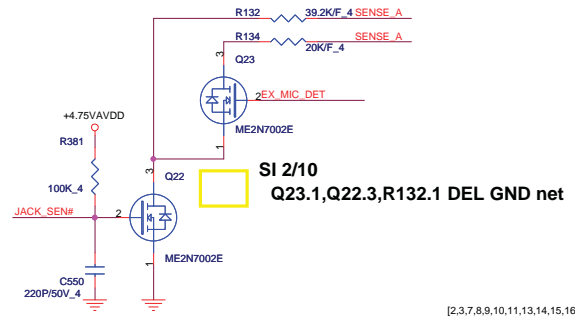 R132 39.2K/F_4 SENSE_A
R134 20K/F_4 SENSE_A
3 Q23
2 EX_MIC_DET
+4.75VAVDD
ME2N7002E
R381 1
SI 2/10
3 Q22
Q23.1,Q22.3,R132.1 DEL GND net
100K_4
JACK_SEN# 2
ME2N7002E
1
C550
220P/50V_4
[2,3,7,8,9,10,11,13,14,15,16